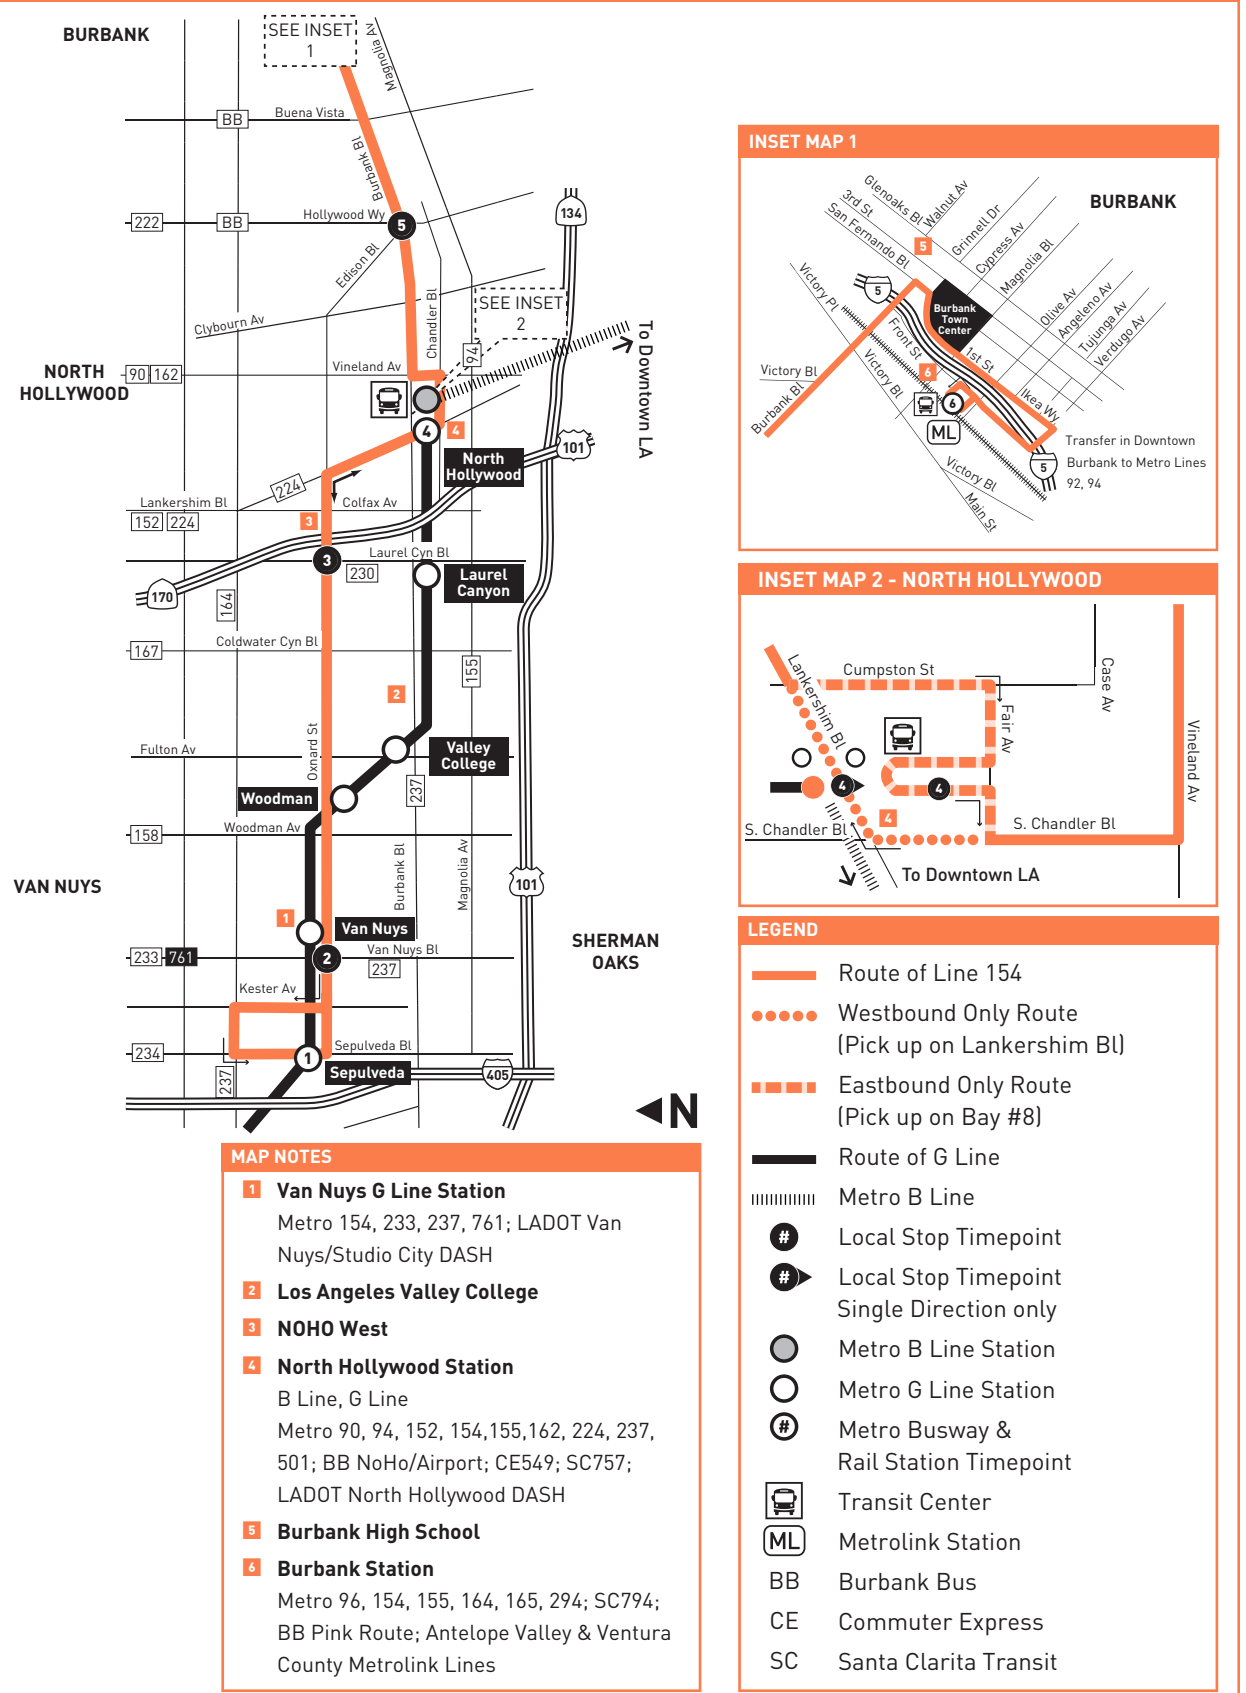 BURBANK
SEE INSET
1
Magnolia Av
BB
Buena Vista
Burbank Bl
222
BB
Hollywood Wy
5
134
Edison Bl
Chandler Bl
Clybourn Av
SEE INSET
2
94
To Downtown LA
NORTH
HOLLYWOOD
90
162
Vineland Av
4
4
101
North
Hollywood
224
Lankershim Bl
152
224
Colfax Av
3
3
Laurel Cyn Bl
230
Laurel
Canyon
170
164
167
Coldwater Cyn Bl
155
2
Oxnard St
Fulton Av
Valley
College
Woodman
237
158
Woodman Av
Burbank Bl
Magnolia Av
VAN NUYS
101
1
Van Nuys
SHERMAN
OAKS
233
761
2
Van Nuys Bl
237
Kester Av
234
1
Sepulveda Bl
237
Sepulveda
405
N
INSET MAP 1
BURBANK
Glenoaks Bl
3rd St
San Fernando Bl
Walnut Av
Grinnell Dr
Cypress Av
Magnolia Bl
5
Victory Pl
5
Burbank
Town
Center
Olive Av
Angeleno Av
Tujunga Av
Verdugo Av
Front St
1st St
Victory Bl
Victory Bl
Burbank Bl
6
6
ML
Ikea Wy
5
Victory Bl
Main St
Transfer in Downtown
Burbank to Metro Lines
92, 94
INSET MAP 2 - NORTH HOLLYWOOD
Lankershim Bl
Cumpston St
Case Av
Fair Av
Vineland Av
4
4
4
S. Chandler Bl
S. Chandler Bl
To Downtown LA
LEGEND
Route of Line 154
Westbound Only Route
(Pick up on Lankershim Bl)
Eastbound Only Route
(Pick up on Bay #8)
Route of G Line
Metro B Line
# Local Stop Timepoint
# Local Stop Timepoint
Single Direction only
Metro B Line Station
Metro G Line Station
# Metro Busway &
Rail Station Timepoint
Transit Center
ML Metrolink Station
BB Burbank Bus
CE Commuter Express
SC Santa Clarita Transit
MAP NOTES
1 Van Nuys G Line Station
Metro 154, 233, 237, 761; LADOT Van
Nuys/Studio City DASH
2 Los Angeles Valley College
3 NOHO West
4 North Hollywood Station
B Line, G Line
Metro 90, 94, 152, 154,155,162, 224, 237,
501; BB NoHo/Airport; CE549; SC757;
LADOT North Hollywood DASH
5 Burbank High School
6 Burbank Station
Metro 96, 154, 155, 164, 165, 294; SC794;
BB Pink Route; Antelope Valley & Ventura
County Metrolink Lines